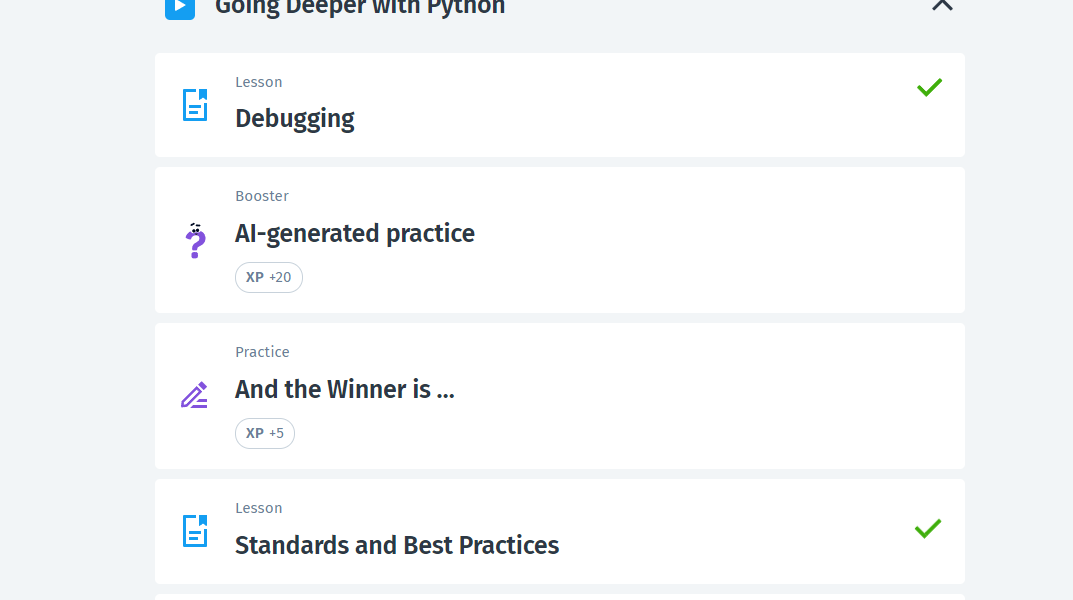 Going Deeper with Python
Lesson
Debugging
Booster
AI-generated practice
XP +20
Practice
And the Winner is ...
XP +5
Lesson
Standards and Best Practices